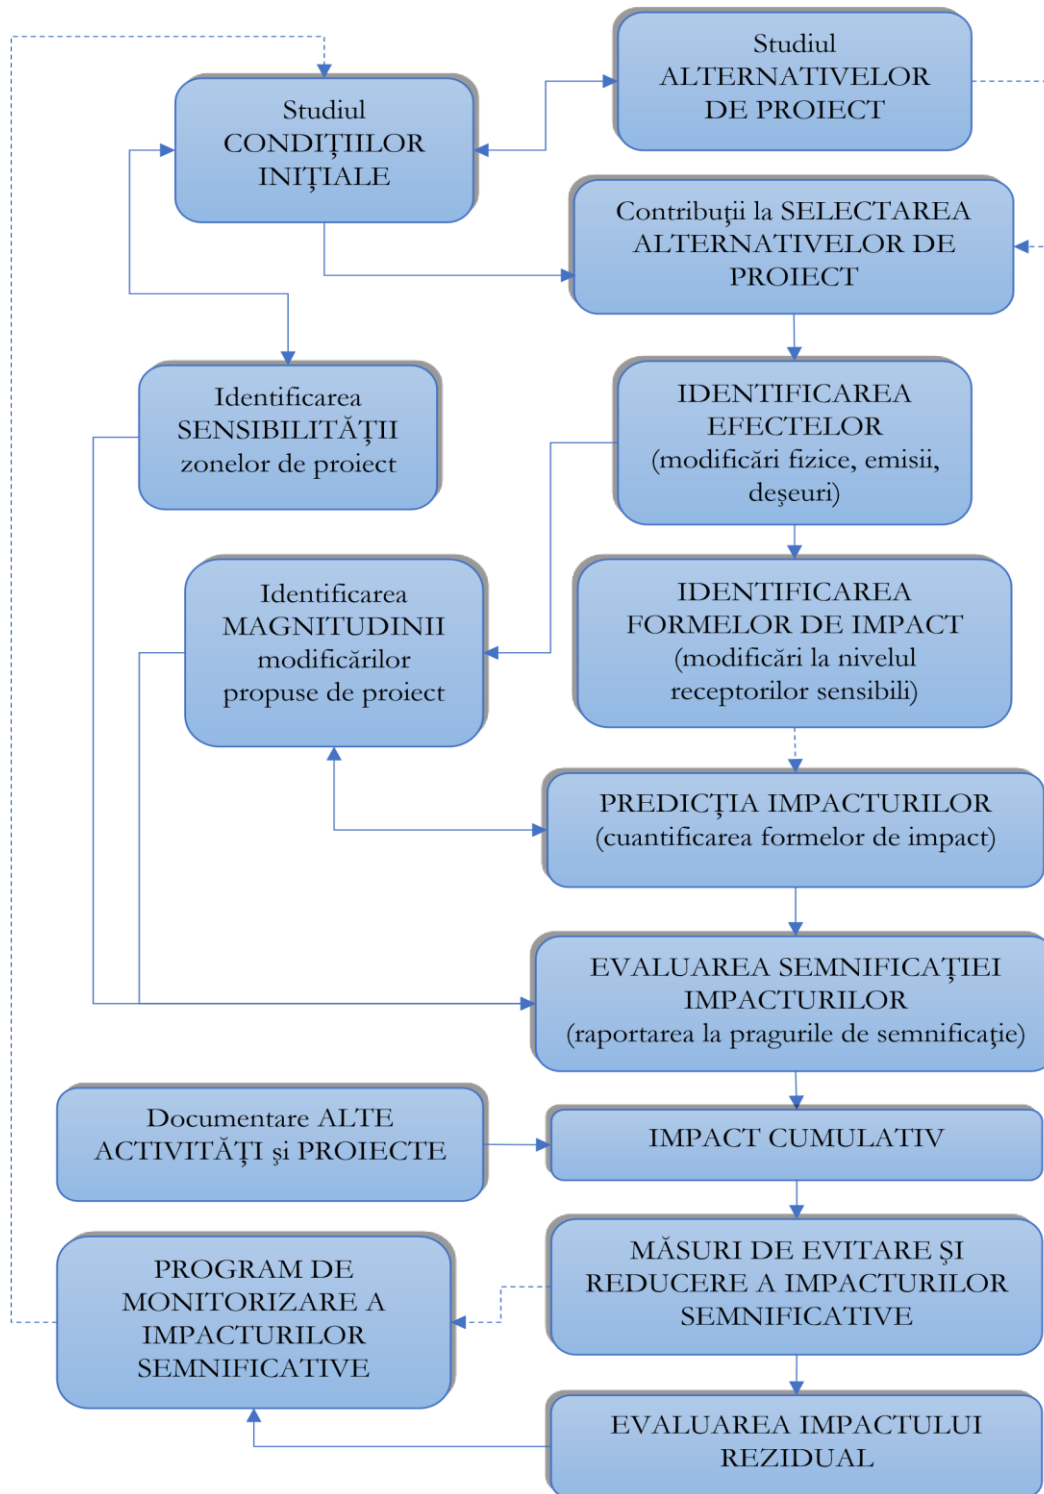 Studiul
ALTERNATIVELOR
DE PROIECT
Studiul
CONDIŢIILOR
INIŢIALE
Contribuţii la SELECTAREA
ALTERNATIVELOR DE
PROIECT
Identificarea
SENSIBILITĂŢII
zonelor de proiect
IDENTIFICAREA
EFECTELOR
(modificări fizice, emisii,
deşeuri)
Identificarea
MAGNITUDINII
modificărilor
propuse de proiect
IDENTIFICAREA
FORMELOR DE IMPACT
(modificări la nivelul
receptorilor sensibili)
PREDICŢIA IMPACTURILOR
(cuantificarea formelor de impact)
EVALUAREA SEMNIFICAŢIEI
IMPACTURILOR
(raportarea la pragurile de semnificaţie)
Documentare ALTE
ACTIVITĂŢI şi PROIECTE
IMPACT CUMULATIV
MĂSURI DE EVITARE ŞI
REDUCERE A IMPACTURILOR
SEMNIFICATIVE
PROGRAM DE
MONITORIZARE A
IMPACTURILOR
SEMNIFICATIVE
EVALUAREA IMPACTULUI
REZIDUAL